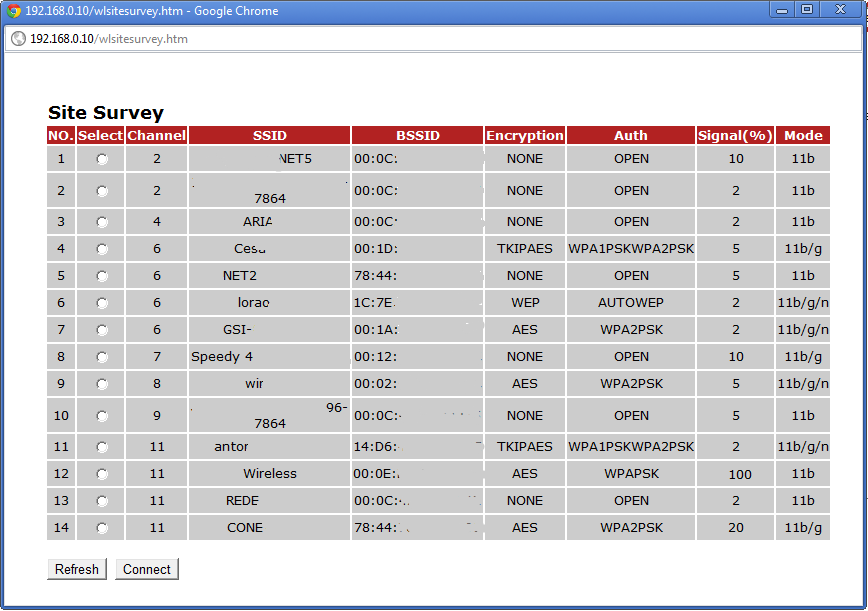 192.168.0.10/wlsitesurvey.htm - Google Chrome
192.168.0.10/wlsitesurvey.htm
Site Survey
NO. Select Channel SSID BSSID Encryption Auth Signal(%) Mode
1 2 NET5 00:0C: NONE OPEN 10 11b
2 2 7864 00:0C: NONE OPEN 2 11b
3 4 ARIA 00:0C: NONE OPEN 2 11b
4 6 00:1D: TKIPAES WPA1PSKWPA2PSK 5 11b/g
5 6 NET2 78:44: NONE OPEN 5 11b
6 6 lorao 1C:7E. WEP AUTOWEP 2 11b/g/n
7 6 GSI- 00:1A: AES WPA2PSK 2 11b/g/n
8 7 Speedy 4 00:12: NONE OPEN 10 11b/g
9 8 wir 00:02: AES WPA2PSK 5 11b/g/n
10 9 96-
7864 00:0C: NONE OPEN 5 11b
11 11 antor 14:D6: TKIPAES WPA1PSKWPA2PSK 2 11b/g/n
12 11 Wireless 00:0E: AES WPAPSK 100 11b
13 11 REDE 00:0C: NONE OPEN 2 11b
14 11 CONE 78:44: AES WPA2PSK 20 11b/g
Refresh Connect